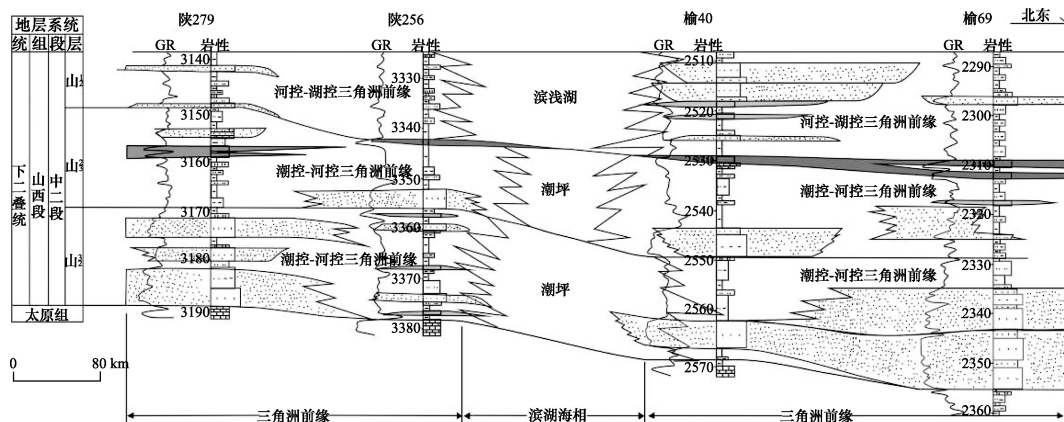 陕279 陕256 榆40 榆69 北东
地层系统
统 组 段 层
GR 岩性 GR 岩性 GR 岩性 GR 岩性
下二叠统
山西段
中二段
太原组
3140
3150
3160
3170
3180
3190
3330
3340
3350
3360
3370
3380
2510
2520
2530
2540
2550
2560
2570
2290
2300
2310
2320
2330
2340
2350
2360
河控-湖控三角洲前缘
滨浅湖
河控-湖控三角洲前缘
潮控-河控三角洲前缘
潮坪
潮控-河控三角洲前缘
潮控-河控三角洲前缘
潮坪
潮控-河控三角洲前缘
0 80 km
三角洲前缘 滨湖海相 三角洲前缘